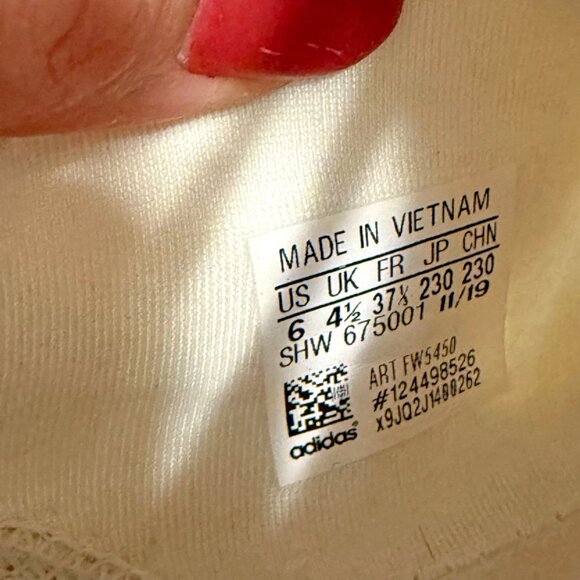 MADE IN VIETNAM
US UK FR JP CHN
6 4½ 37⅓ 230 230
SHW 675001 11/19
ART FW5450
#124498526
x9JQ2J1480262
adidas